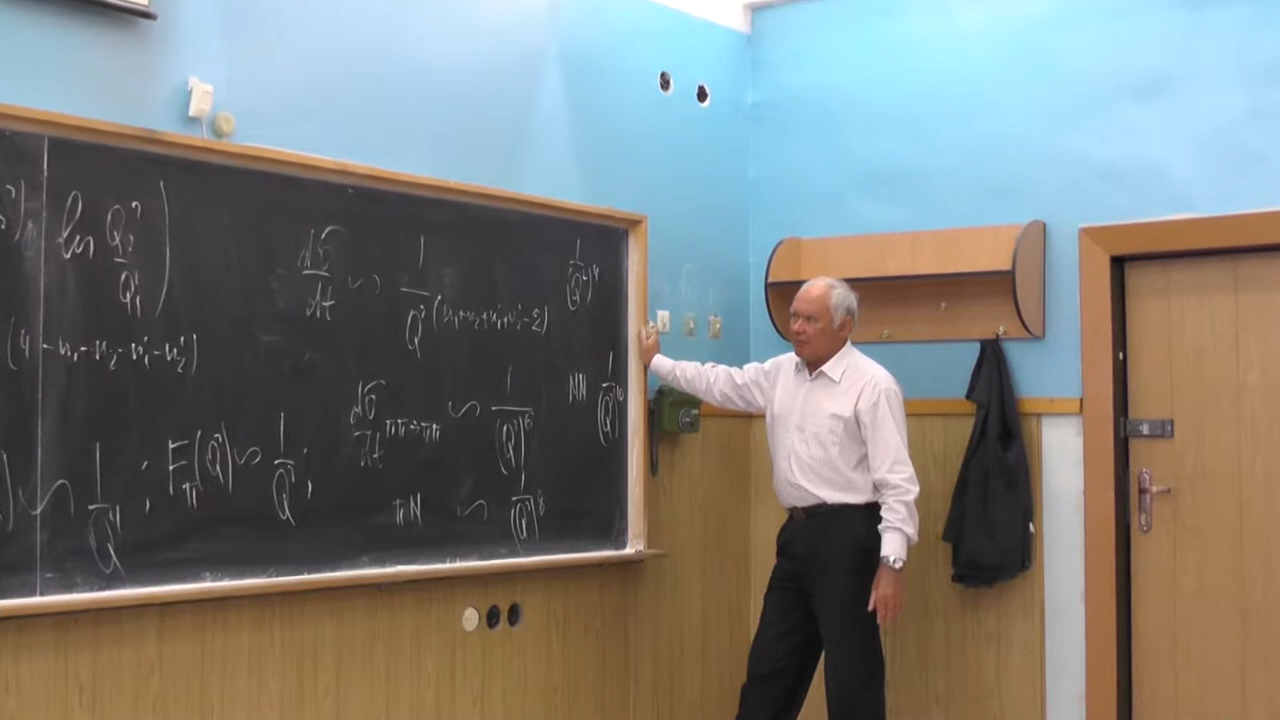 ln Q₂²/Q₁² )
dσ/dt ~ 1/Q²^(n₁+n₂+n₁'+n₂'-2)
1/(Q²)⁴
(4-n₁-n₂-n₁'-n₂')
dσ/dt ππ→ππ ~ 1/(Q²)⁶
NN 1/(Q²)¹⁰
) ~ 1/Q⁴ ; F_π(Q²) ~ 1/Q² ;
πN ~ 1/(Q²)⁸